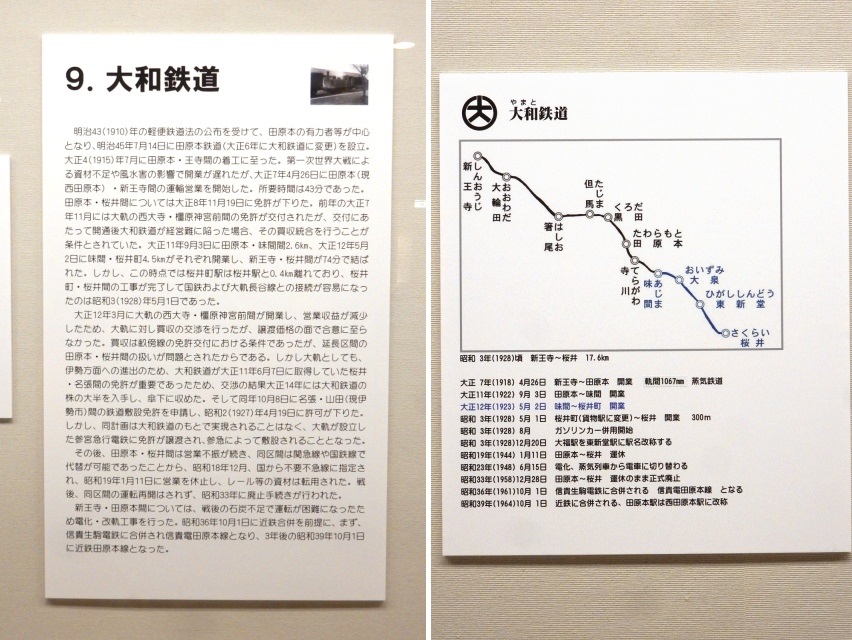 9. 大和鉄道
明治43(1910)年の軽便鉄道法の公布を受けて、田原本の有力者等が中心
となり、明治45年7月14日に田原本鉄道(大正6年に大和鉄道に変更)を設立。
大正4(1915)年7月に田原本・王寺間の着工に至った。第一次世界大戦によ
る資材不足や風水害の影響で開業が遅れたが、大正7年4月26日に田原本(現
西田原本)・新王寺間の運輸営業を開始した。所要時間は43分であった。
田原本・桜井間については大正8年11月19日に免許が下りた。前年の大正7
年11月には大軌の西大寺・橿原神宮前間の免許が交付されたが、交付にあ
たって開通後大和鉄道が経営難に陥った場合、その買収統合を行うことが
条件とされていた。大正11年9月3日に田原本・味間間2.6km、大正12年5月
2日に味間・桜井町4.5kmがそれぞれ開業し、新王寺・桜井間が74分で結ば
れた。しかし、この時点では桜井町駅は桜井駅と0.4km離れており、桜井
町・桜井間の工事が完了して国鉄および大軌長谷線との接続が容易になっ
たのは昭和3(1928)年5月1日であった。
大正12年3月に大軌の西大寺・橿原神宮前間が開業し、営業収益が減少
したため、大軌に対し買収の交渉を行ったが、譲渡価格の面で合意に至ら
なかった。買収は畝傍線の免許交付における条件であったが、延長区間の
田原本・桜井間の扱いが問題とされたからである。しかし大軌としても、
伊勢方面への進出のため、大和鉄道が大正11年6月7日に取得していた桜井
・名張間の免許が重要であったため、交渉の結果大正14年には大和鉄道の
株の大半を入手し、傘下に収めた。そして同年10月8日に名張・山田(現伊
勢市)間の鉄道敷設免許を申請し、昭和2(1927)年4月19日に許可が下りた。
しかし、同計画は大和鉄道のもとで実現されることはなく、大軌が設立し
た参宮急行電鉄に免許が譲渡され、参急によって敷設されることとなった。
その後、田原本・桜井間は営業不振が続き、同区間は関急線や国鉄線で
代替が可能であったことから、昭和18年12月、国から不要不急線に指定さ
れ、昭和19年1月11日に営業を休止し、レール等の資材は転用された。戦
後、同区間の運転再開はされず、昭和33年に廃止手続きが行われた。
新王寺・田原本間については、戦後の石炭不足で運転が困難になったた
め電化・改軌工事を行った。昭和36年10月1日に近鉄合併を前提に、まず、
信貴生駒電鉄に合併され信貴電田原本線となり、3年後の昭和39年10月1日
に近鉄田原本線となった。
やまと
大和鉄道
しんおうじ
新王寺
おおわだ
大輪田
はしお
箸尾
たじま
但馬
くろだ
黒田
たわらもと
田原本
てらがわ
寺川
あじま
味間
おいずみ
大泉
ひがししんどう
東新堂
さくらい
桜井
昭和 3年(1928)頃 新王寺~桜井 17.6km
大正 7年(1918) 4月26日 新王寺~田原本 開業 軌間1067mm 蒸気鉄道
大正11年(1922) 9月 3日 田原本~味間 開業
大正12年(1923) 5月 2日 味間~桜井町 開業
昭和 3年(1928) 5月 1日 桜井町(貨物駅に変更)~桜井 開業 300m
昭和 3年(1928) 8月 ガソリンカー併用開始
昭和 3年(1928)12月20日 大福駅を東新堂駅に駅名改称する
昭和19年(1944) 1月11日 田原本~桜井 運休
昭和23年(1948) 6月15日 電化、蒸気列車から電車に切り替わる
昭和33年(1958)12月28日 田原本~桜井 運休のまま正式廃止
昭和36年(1961)10月 1日 信貴生駒電鉄に合併される 信貴電田原本線 となる
昭和39年(1964)10月 1日 近鉄に合併される、田原本駅は西田原本駅に改称